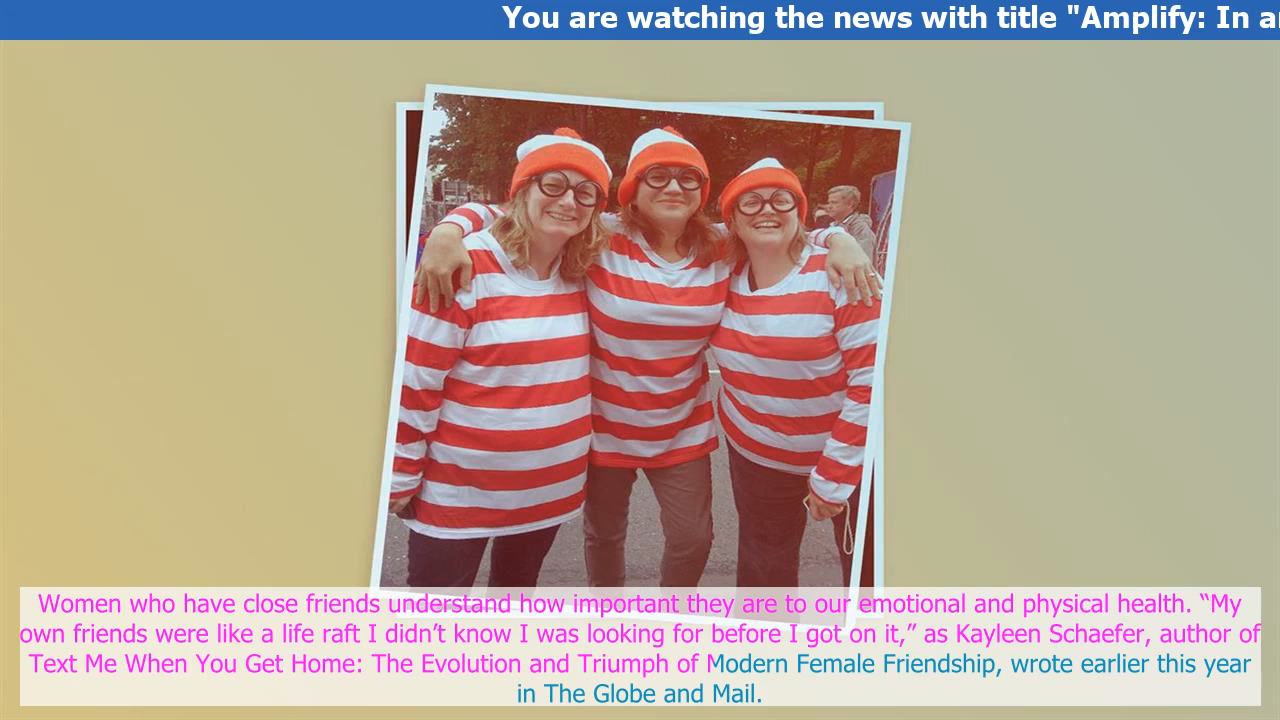 You are watching the news with title "Amplify: In a
Women who have close friends understand how important they are to our emotional and physical health. “My
own friends were like a life raft I didn’t know I was looking for before I got on it,” as Kayleen Schaefer, author of
Text Me When You Get Home: The Evolution and Triumph of Modern Female Friendship, wrote earlier this year
in The Globe and Mail.